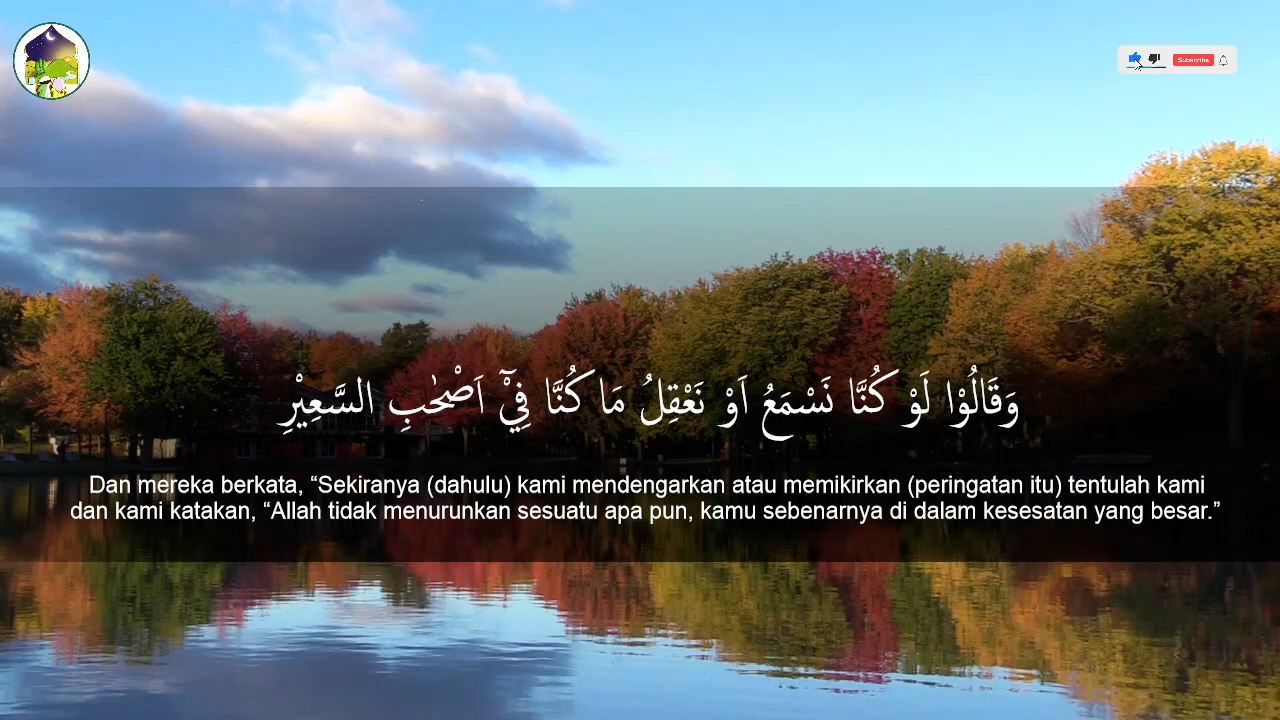 Subscribe
وَقَالُوْا لَوْ كُنَّا نَسْمَعُ اَوْ نَعْقِلُ مَا كُنَّا فِيْٓ اَصْحٰبِ السَّعِيْرِ
Dan mereka berkata, “Sekiranya (dahulu) kami mendengarkan atau memikirkan (peringatan itu) tentulah kami
dan kami katakan, “Allah tidak menurunkan sesuatu apa pun, kamu sebenarnya di dalam kesesatan yang besar.”